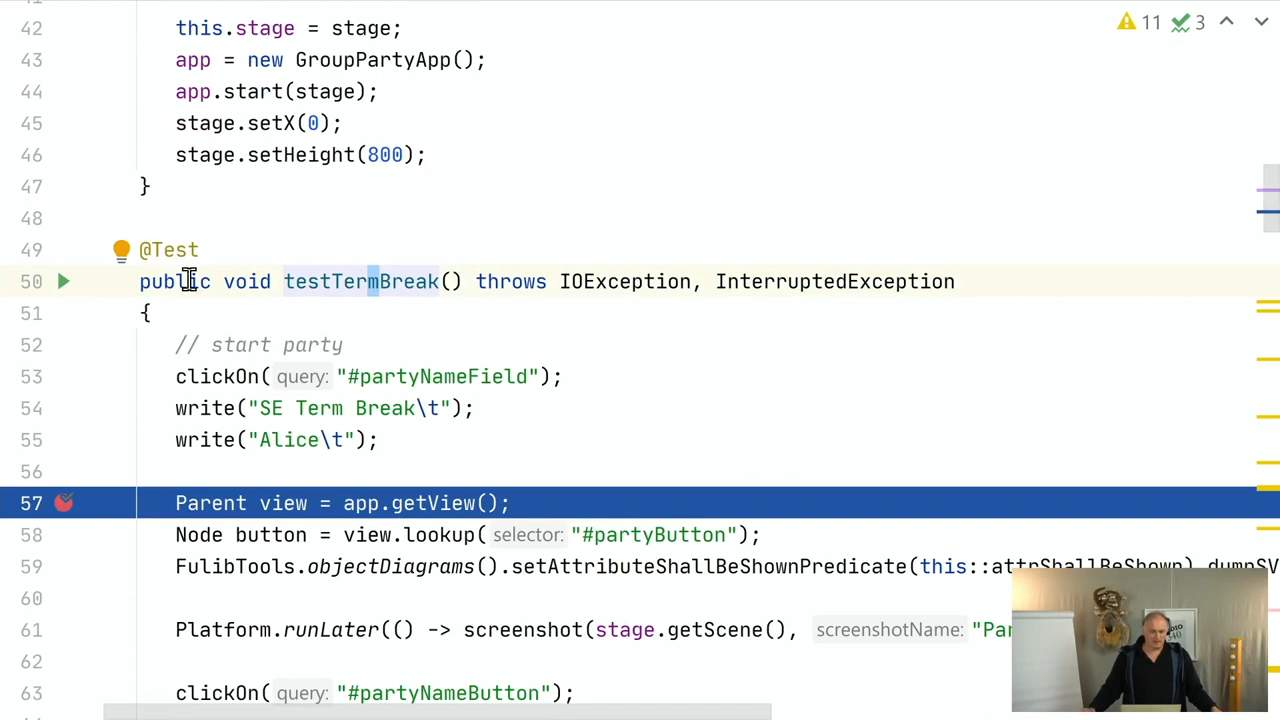 41
42 this.stage = stage; 11 3
43 app = new GroupPartyApp();
44 app.start(stage);
45 stage.setX(0);
46 stage.setHeight(800);
47 }
48
49 @Test
50 public void testTermBreak() throws IOException, InterruptedException
51 {
52 // start party
53 clickOn( query: "#partyNameField");
54 write("SE Term Break\t");
55 write("Alice\t");
56
57 Parent view = app.getView();
58 Node button = view.lookup( selector: "#partyButton");
59 FulibTools.objectDiagrams().setAttributeShallBeShownPredicate(this::attrShallBeShown).dumpSV
60
61 Platform.runLater(() -> screenshot(stage.getScene(), screenshotName: "Pa
62
63 clickOn( query: "#partyNameButton");